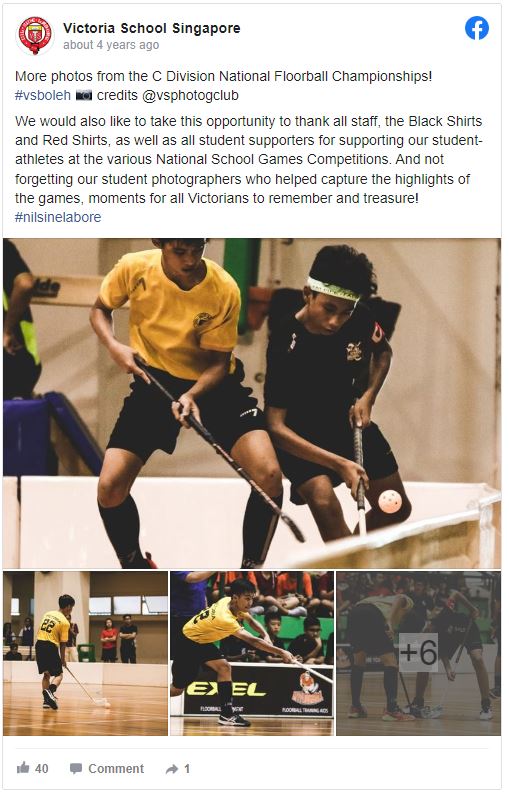 Victoria School Singapore
about 4 years ago
More photos from the C Division National Floorball Championships!
#vsboleh 📷 credits @vsphotogclub
We would also like to take this opportunity to thank all staff, the Black Shirts
and Red Shirts, as well as all student supporters for supporting our student-
athletes at the various National School Games Competitions. And not
forgetting our student photographers who helped capture the highlights of
the games, moments for all Victorians to remember and treasure!
#nilsinelabore
22
EXEL
FLOORBALL TRAINING AIDS
+6
40
Comment
1